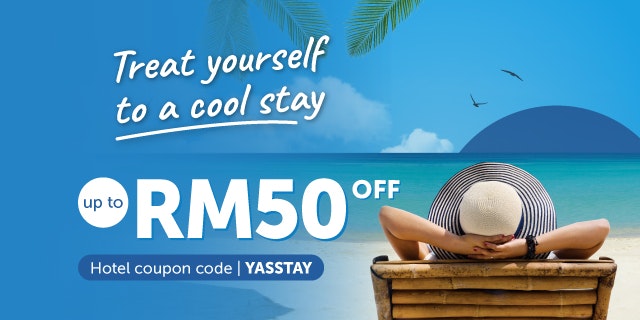 Treat yourself
to a cool stay
up to RM50 OFF
Hotel coupon code | YASSTAY